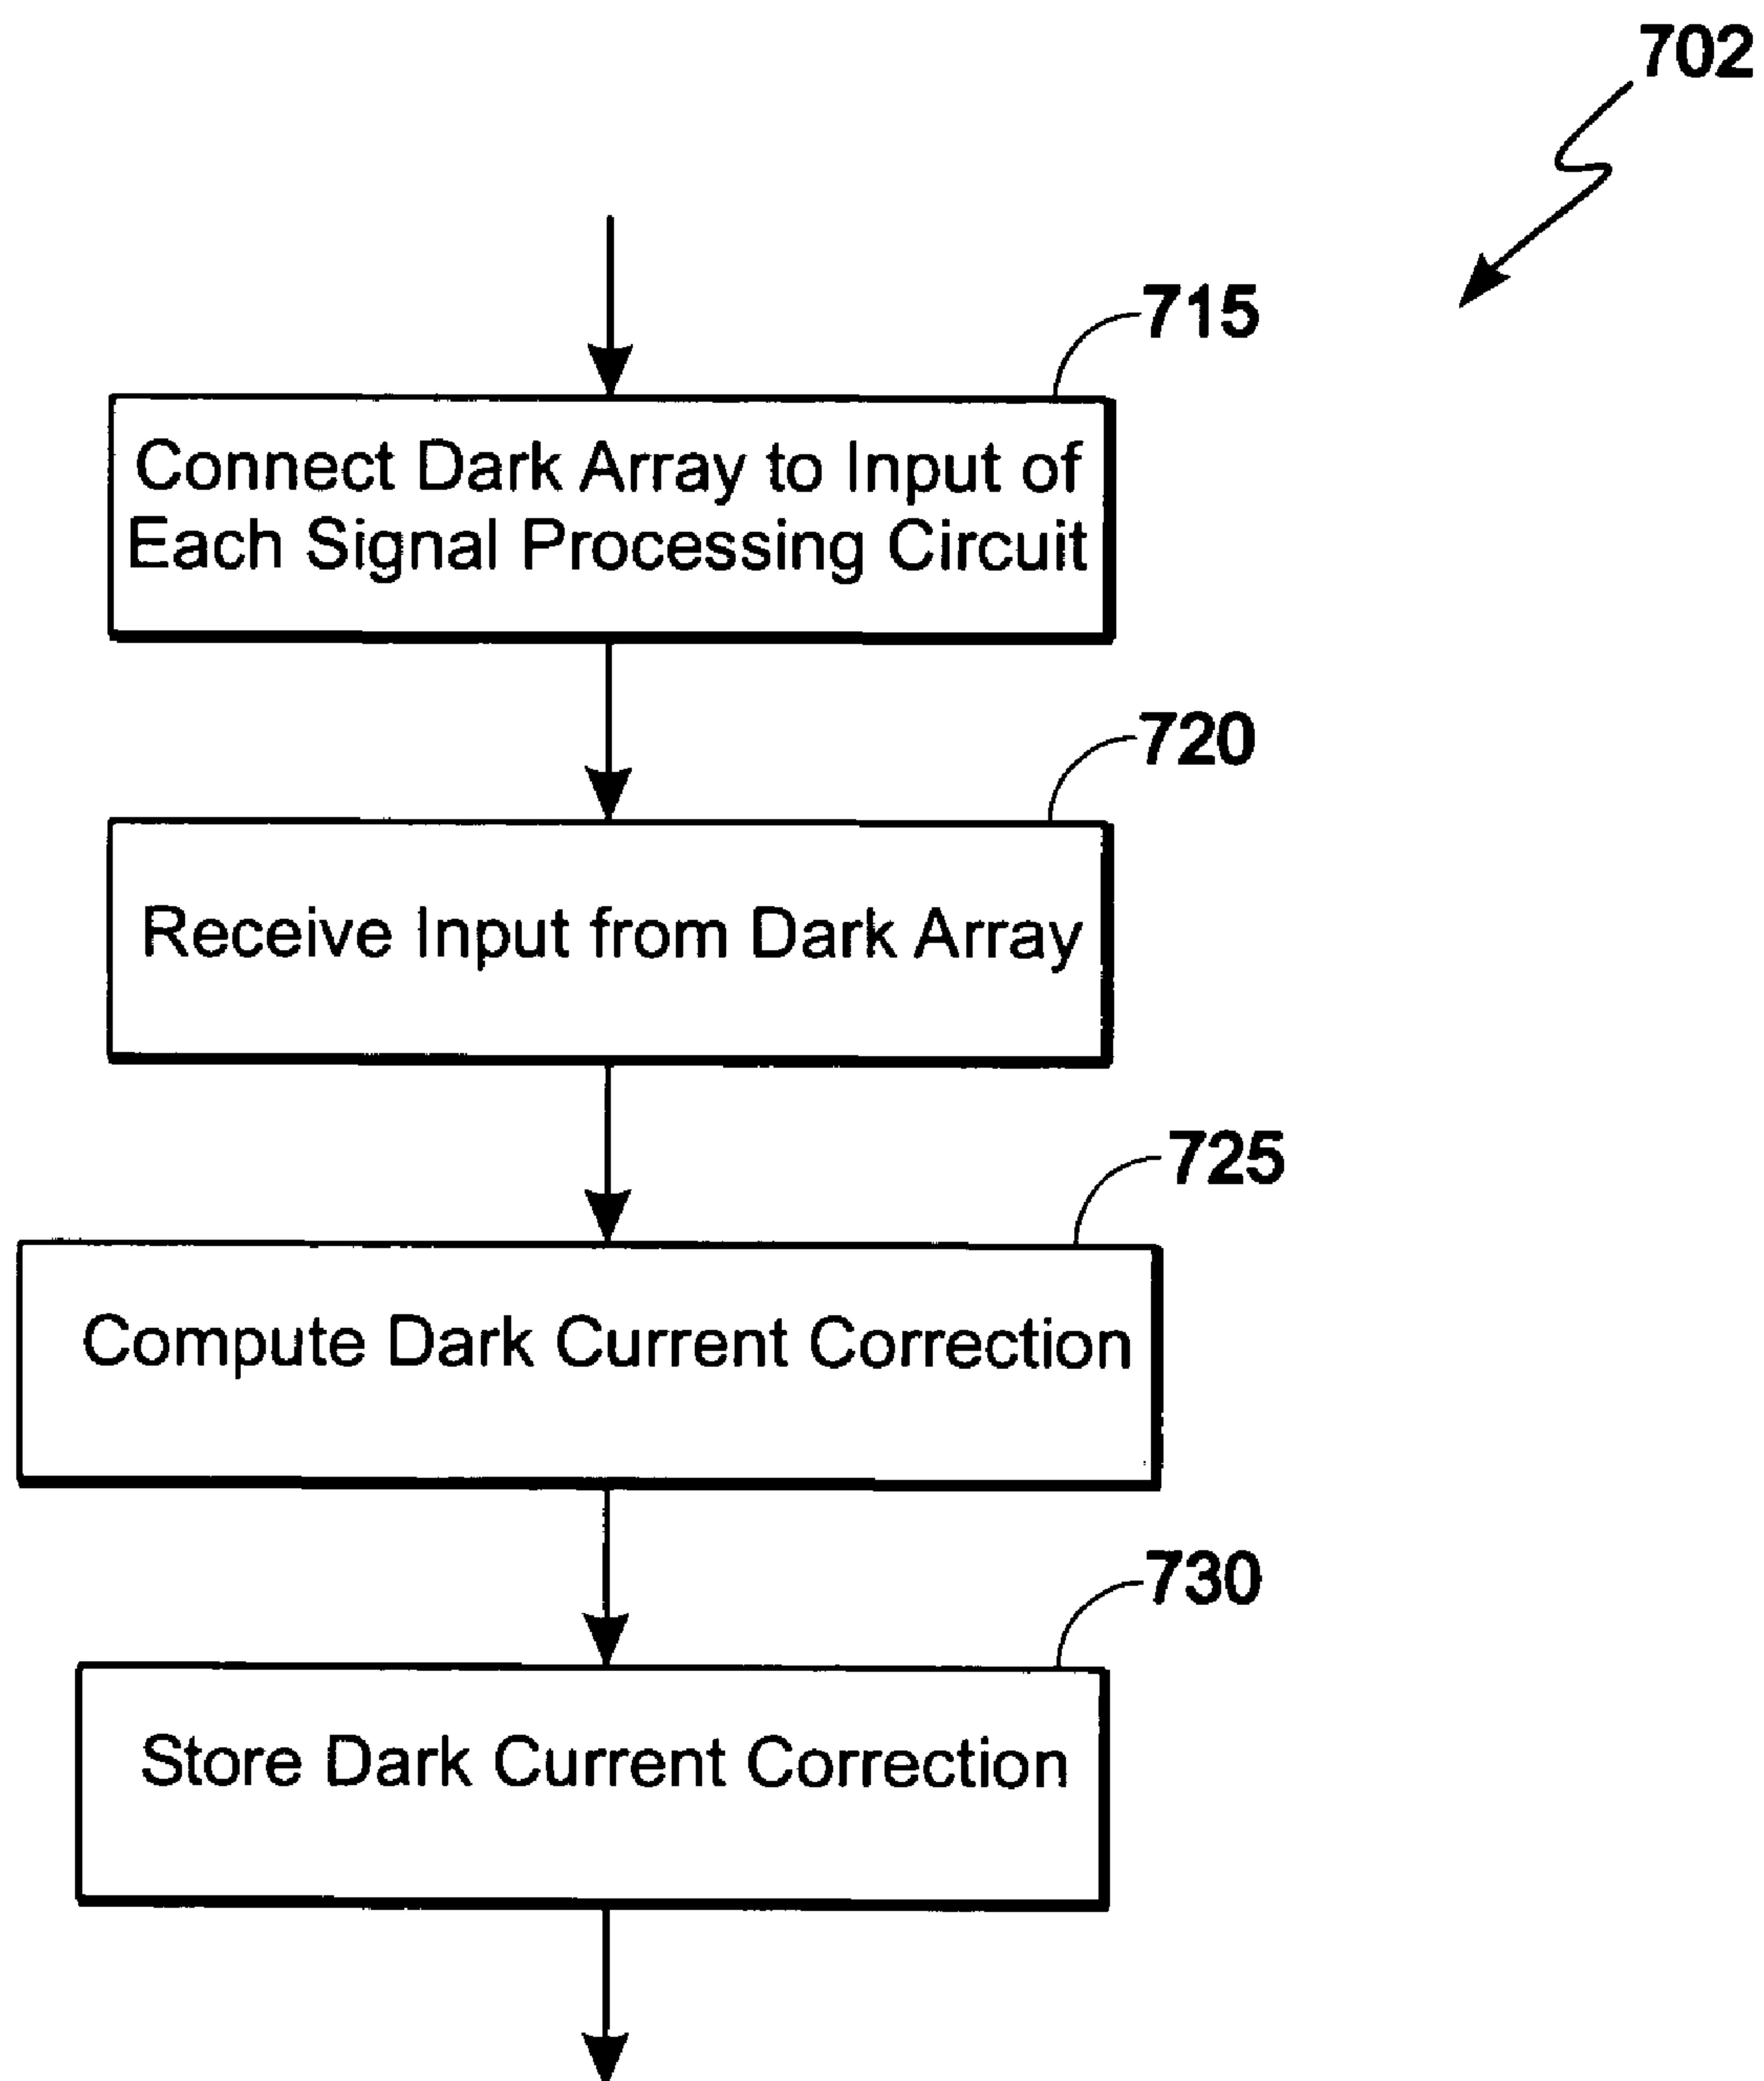 702
715
Connect Dark Array to Input of
Each Signal Processing Circuit
720
Receive Input from Dark Array
725
Compute Dark Current Correction
730
Store Dark Current Correction